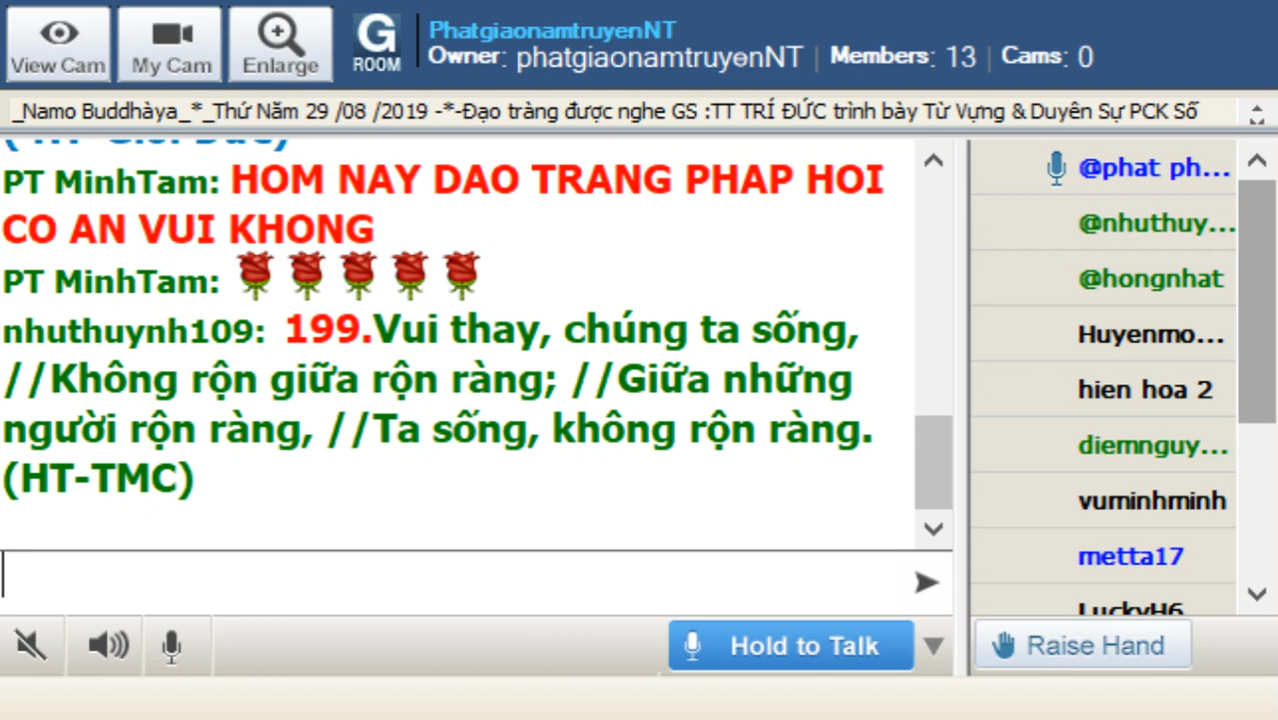 View Cam
My Cam
Enlarge
G
ROOM
PhatgiaonamtruyenNT
Owner: phatgiaonamtruyenNT | Members: 13 | Cams: 0
_Namo Buddhàya_*_Thứ Năm 29 /08 /2019 -*-Đạo tràng được nghe GS :TT TRÍ ĐỨC trình bày Từ Vựng & Duyên Sự PCK Số
PT MinhTam: HOM NAY DAO TRANG PHAP HOI
CO AN VUI KHONG
PT MinhTam:
nhuthuynh109: 199.Vui thay, chúng ta sống,
//Không rộn giữa rộn ràng; //Giữa những
người rộn ràng, //Ta sống, không rộn ràng.
(HT-TMC)
@phat ph...
@nhuthuy...
@hongnhat
Huyenmo...
hien hoa 2
diemnguy...
vuminhminh
metta17
LuckyH6
Hold to Talk
Raise Hand